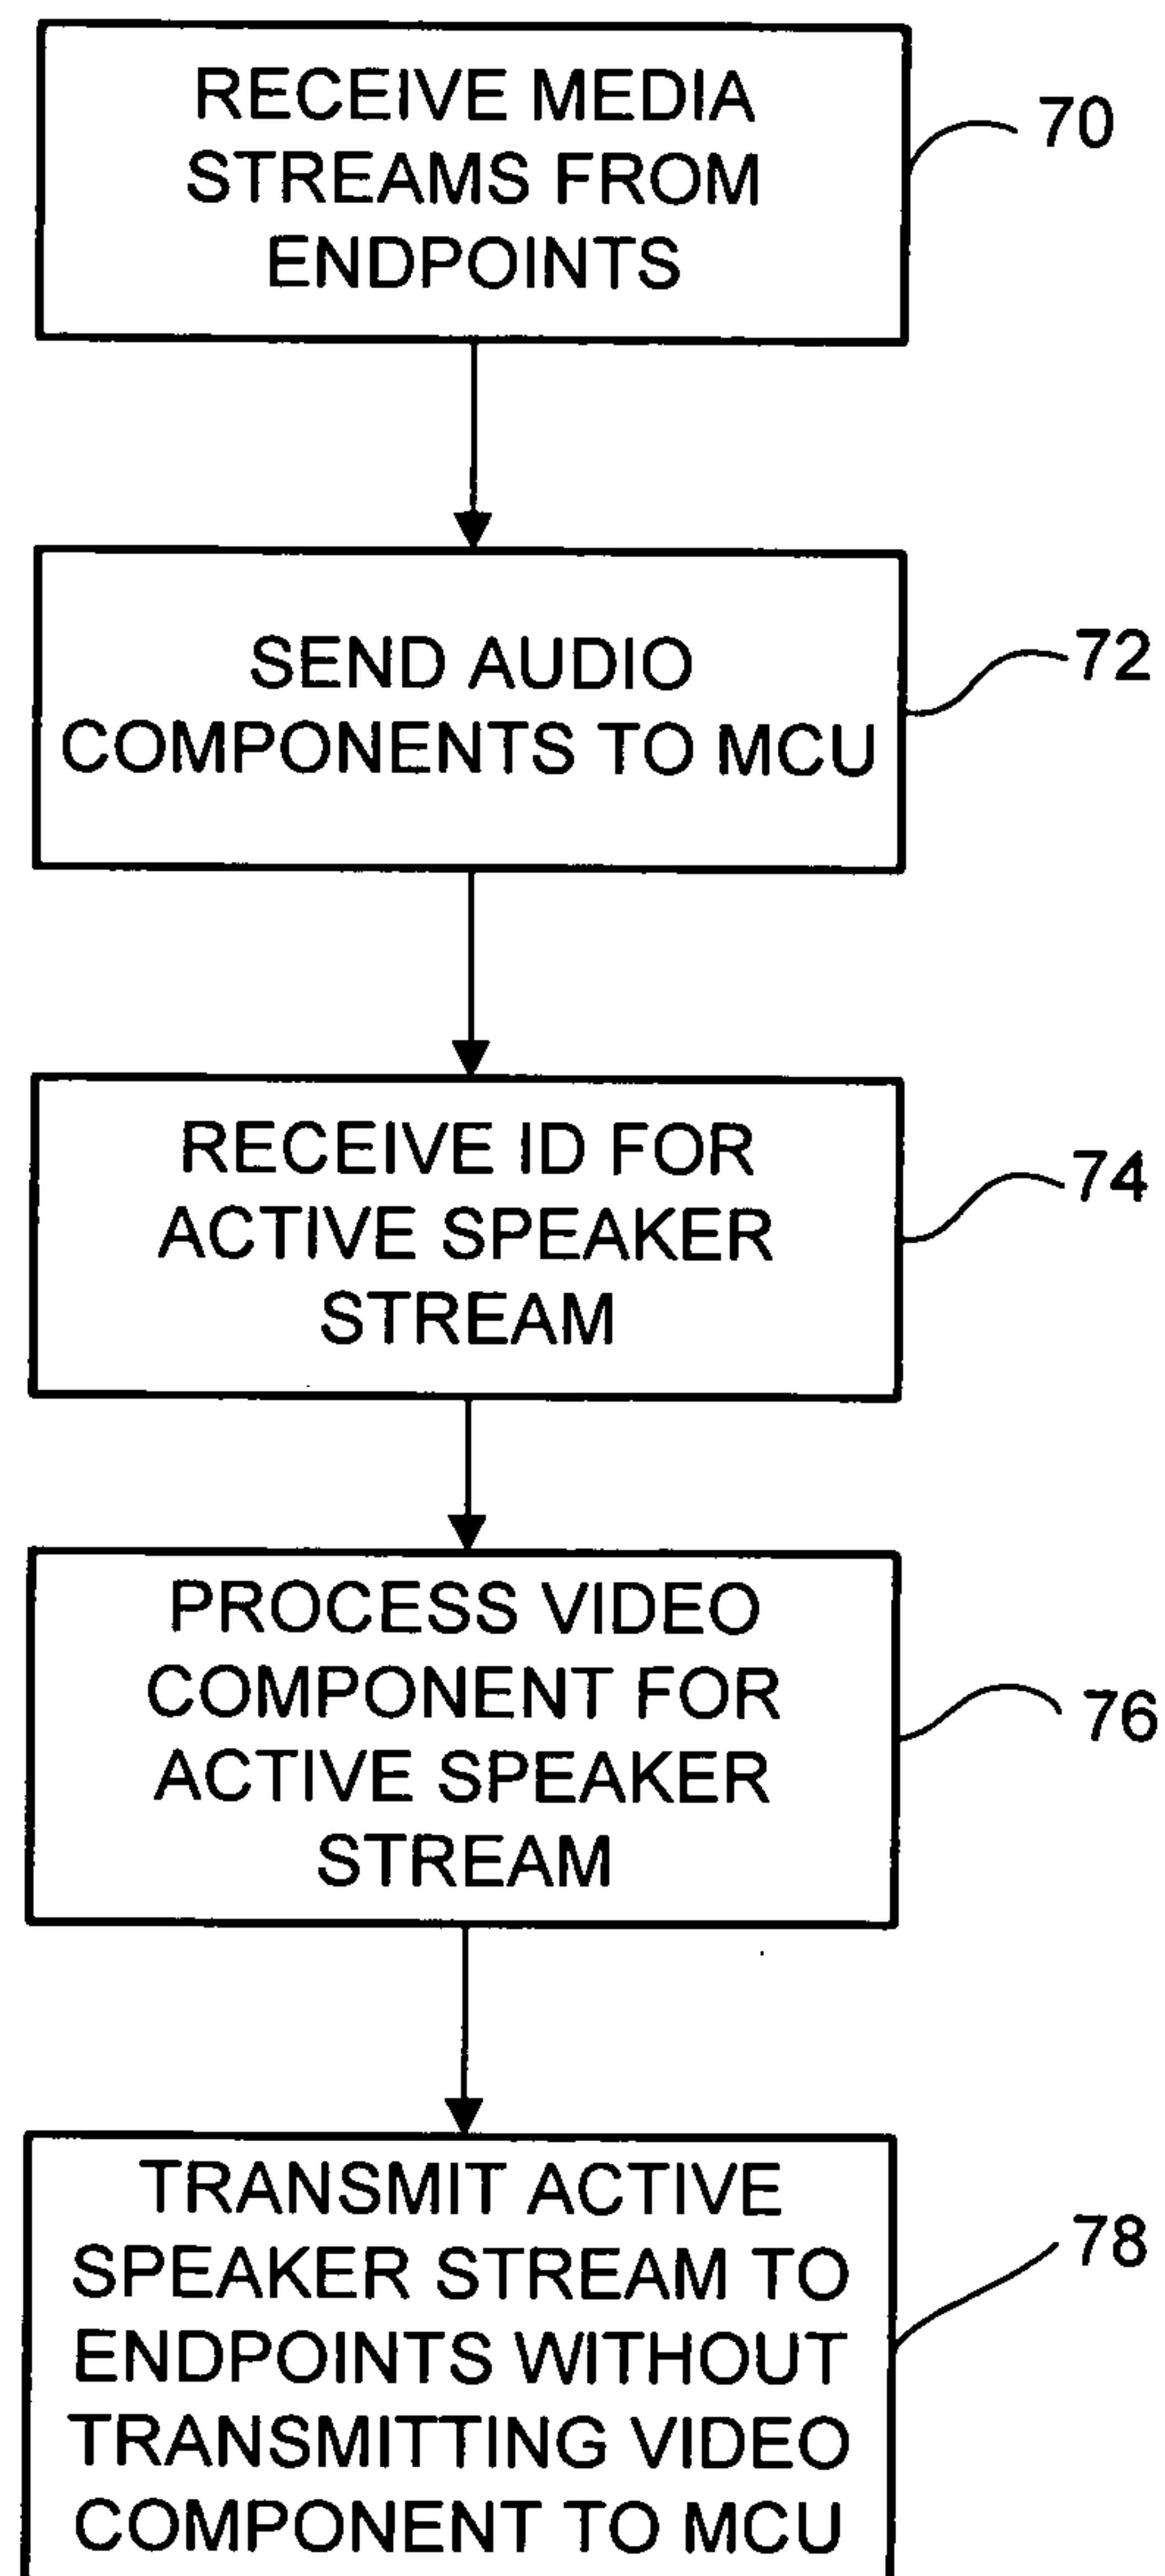 RECEIVE MEDIA
STREAMS FROM
ENDPOINTS
70
SEND AUDIO
COMPONENTS TO MCU
72
RECEIVE ID FOR
ACTIVE SPEAKER
STREAM
74
PROCESS VIDEO
COMPONENT FOR
ACTIVE SPEAKER
STREAM
76
TRANSMIT ACTIVE
SPEAKER STREAM TO
ENDPOINTS WITHOUT
TRANSMITTING VIDEO
COMPONENT TO MCU
78